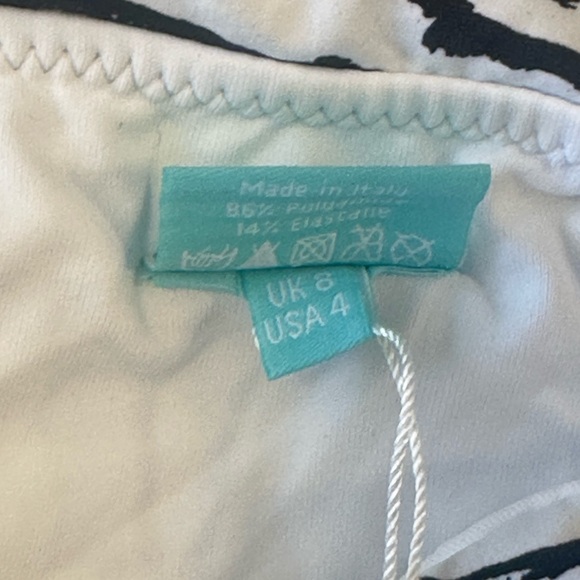 Made in Italy
86% Polyamide
14% Elastane
UK 8
USA 4